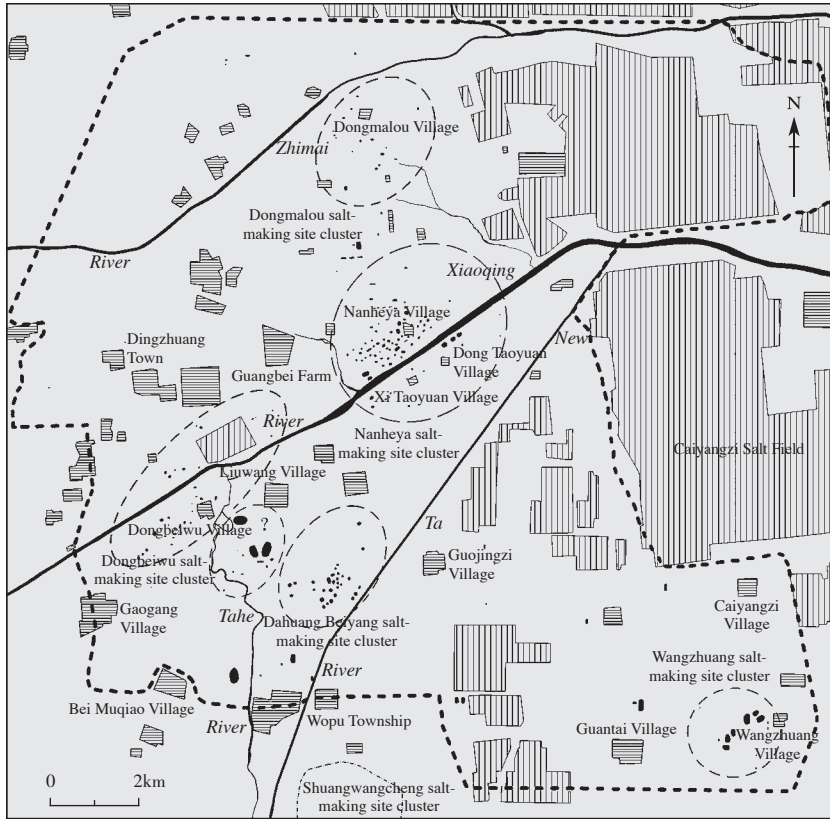 N
Dongmalou Village
Zhimai
Dongmalou salt-
making site cluster
River
Xiaoqing
Nanheya Village
New
Dingzhuang
Town
Dong Taoyuan
Village
Guangbei Farm
Xi Taoyuan Village
River
Nanheya salt-
making site cluster
Caiyangzi Salt Field
Liuwang Village
?
Ta
Dongbeiwu Village
Dongbeiwu salt-
making site cluster
Guojingzi
Village
Gaogang
Village
Tahe
Dahuang Beiyang salt-
making site cluster
Caiyangzi
Village
Wangzhuang salt-
making site cluster
River
Bei Muqiao Village
River
Wopu Township
Guantai Village
Wangzhuang
Village
0 2km
Shuangwangcheng salt-
making site cluster